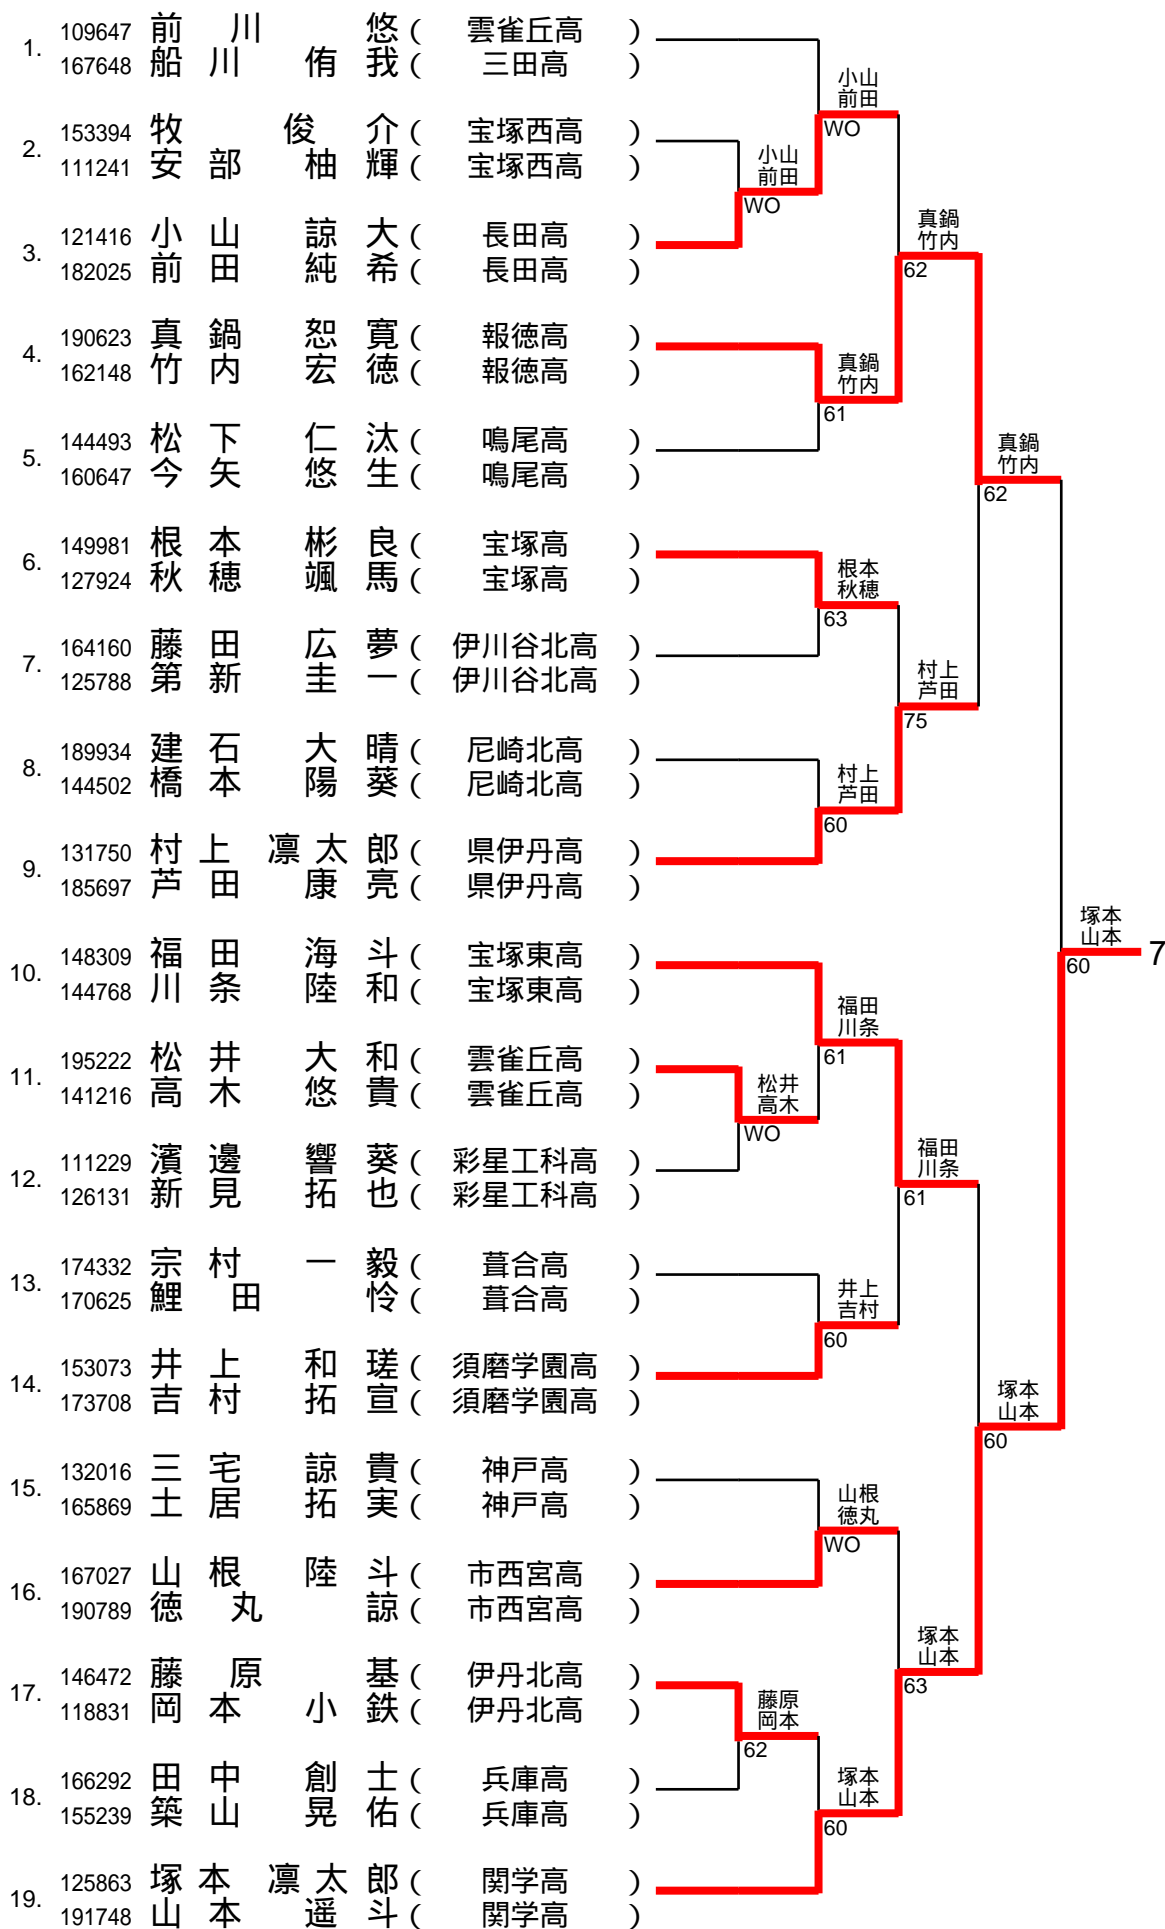 1. 109647 前川 悠 ( 雲雀丘高 )
167648 船川 侑我 ( 三田高 )
2. 153394 牧 俊介 ( 宝塚西高 )
111241 安部 柚輝 ( 宝塚西高 )
3. 121416 小山 諒大 ( 長田高 )
182025 前田 純希 ( 長田高 )
4. 190623 真鍋 恕寛 ( 報徳高 )
162148 竹内 宏徳 ( 報徳高 )
5. 144493 松下 仁汰 ( 鳴尾高 )
160647 今矢 悠生 ( 鳴尾高 )
6. 149981 根本 彬良 ( 宝塚高 )
127924 秋穂 颯馬 ( 宝塚高 )
7. 164160 藤田 広夢 ( 伊川谷北高 )
125788 第新 圭一 ( 伊川谷北高 )
8. 189934 建石 大晴 ( 尼崎北高 )
144502 橋本 陽葵 ( 尼崎北高 )
9. 131750 村上 凛太郎 ( 県伊丹高 )
185697 芦田 康亮 ( 県伊丹高 )
10. 148309 福田 海斗 ( 宝塚東高 )
144768 川条 陸和 ( 宝塚東高 )
11. 195222 松井 大和 ( 雲雀丘高 )
141216 高木 悠貴 ( 雲雀丘高 )
12. 111229 濱邊 響葵 ( 彩星工科高 )
126131 新見 拓也 ( 彩星工科高 )
13. 174332 宗村 一毅 ( 葺合高 )
170625 鯉田 怜 ( 葺合高 )
14. 153073 井上 和瑳 ( 須磨学園高 )
173708 吉村 拓宣 ( 須磨学園高 )
15. 132016 三宅 諒貴 ( 神戸高 )
165869 土居 拓実 ( 神戸高 )
16. 167027 山根 陸斗 ( 市西宮高 )
190789 徳丸 諒 ( 市西宮高 )
17. 146472 藤原 基 ( 伊丹北高 )
118831 岡本 小鉄 ( 伊丹北高 )
18. 166292 田中 創士 ( 兵庫高 )
155239 築山 晃佑 ( 兵庫高 )
19. 125863 塚本 凛太郎 ( 関学高 )
191748 山本 遥斗 ( 関学高 )
小山
前田
WO
松井
高木
WO
藤原
岡本
62
小山
前田
WO
真鍋
竹内
61
根本
秋穂
63
村上
芦田
60
福田
川条
61
井上
吉村
60
山根
徳丸
WO
塚本
山本
60
真鍋
竹内
62
村上
芦田
75
福田
川条
61
塚本
山本
63
真鍋
竹内
62
塚本
山本
60
塚本
山本
60
7